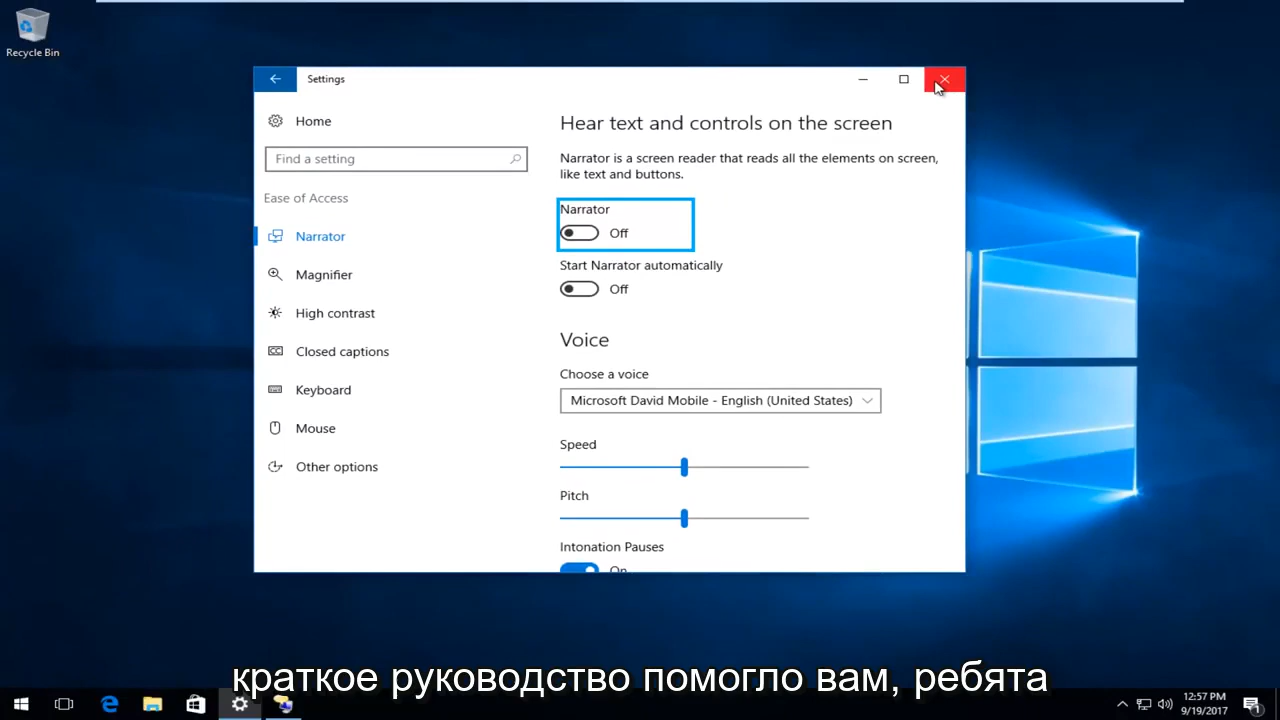 Recycle Bin
Settings
Home
Find a setting
Ease of Access
Narrator
Magnifier
High contrast
Closed captions
Keyboard
Mouse
Other options
Hear text and controls on the screen
Narrator is a screen reader that reads all the elements on screen,
like text and buttons.
Narrator
Off
Start Narrator automatically
Off
Voice
Choose a voice
Microsoft David Mobile - English (United States)
Speed
Pitch
Intonation Pauses
On
краткое руководство помогло вам, ребята
12:57 PM
9/19/2017
1